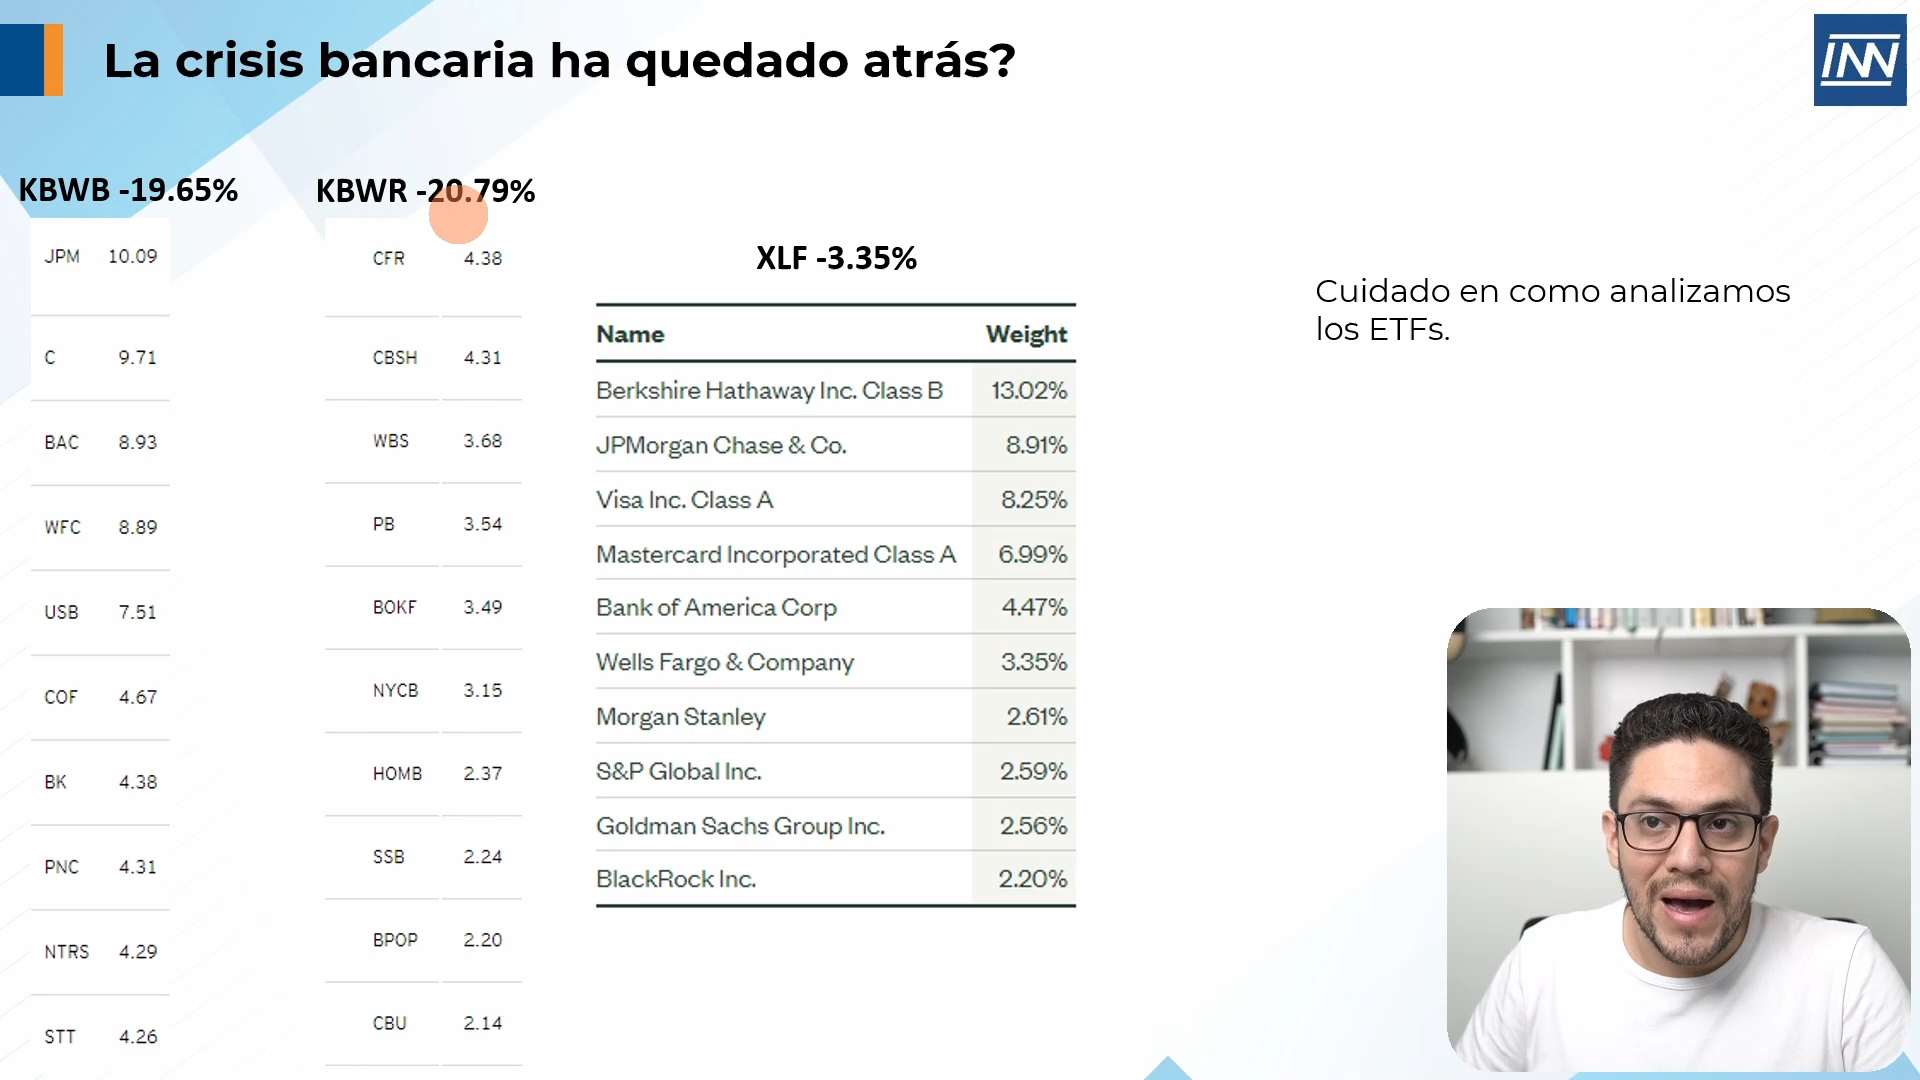 La crisis bancaria ha quedado atrás?
INN
KBWB -19.65%
JPM 10.09
C 9.71
BAC 8.93
WFC 8.89
USB 7.51
COF 4.67
BK 4.38
PNC 4.31
NTRS 4.29
STT 4.26
KBWR -20.79%
CFR 4.38
CBSH 4.31
WBS 3.68
PB 3.54
BOKF 3.49
NYCB 3.15
HOMB 2.37
SSB 2.24
BPOP 2.20
CBU 2.14
XLF -3.35%
Name Weight
Berkshire Hathaway Inc. Class B 13.02%
JPMorgan Chase & Co. 8.91%
Visa Inc. Class A 8.25%
Mastercard Incorporated Class A 6.99%
Bank of America Corp 4.47%
Wells Fargo & Company 3.35%
Morgan Stanley 2.61%
S&P Global Inc. 2.59%
Goldman Sachs Group Inc. 2.56%
BlackRock Inc. 2.20%
Cuidado en como analizamos
los ETFs.